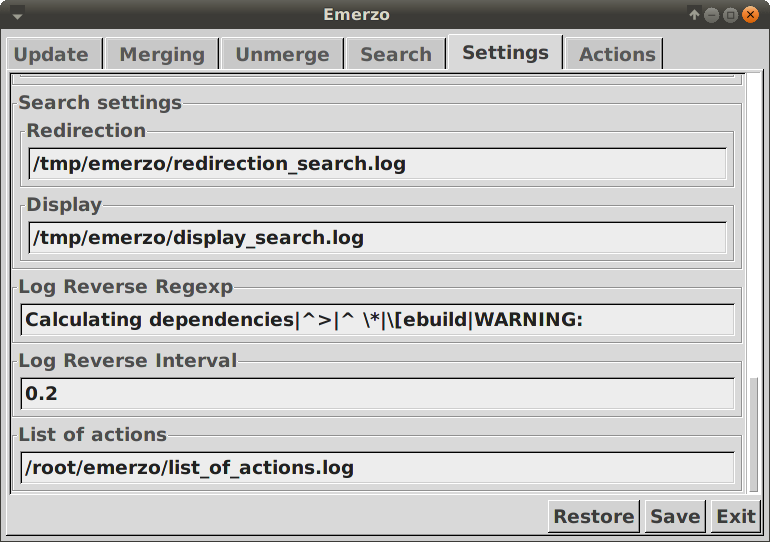 Emerzo
Update Merging Unmerge Search Settings Actions
Search settings
Redirection
/tmp/emerzo/redirection_search.log
Display
/tmp/emerzo/display_search.log
Log Reverse Regexp
Calculating dependencies|^>|^ \*|\[ebuild|WARNING:
Log Reverse Interval
0.2
List of actions
/root/emerzo/list_of_actions.log
Restore Save Exit